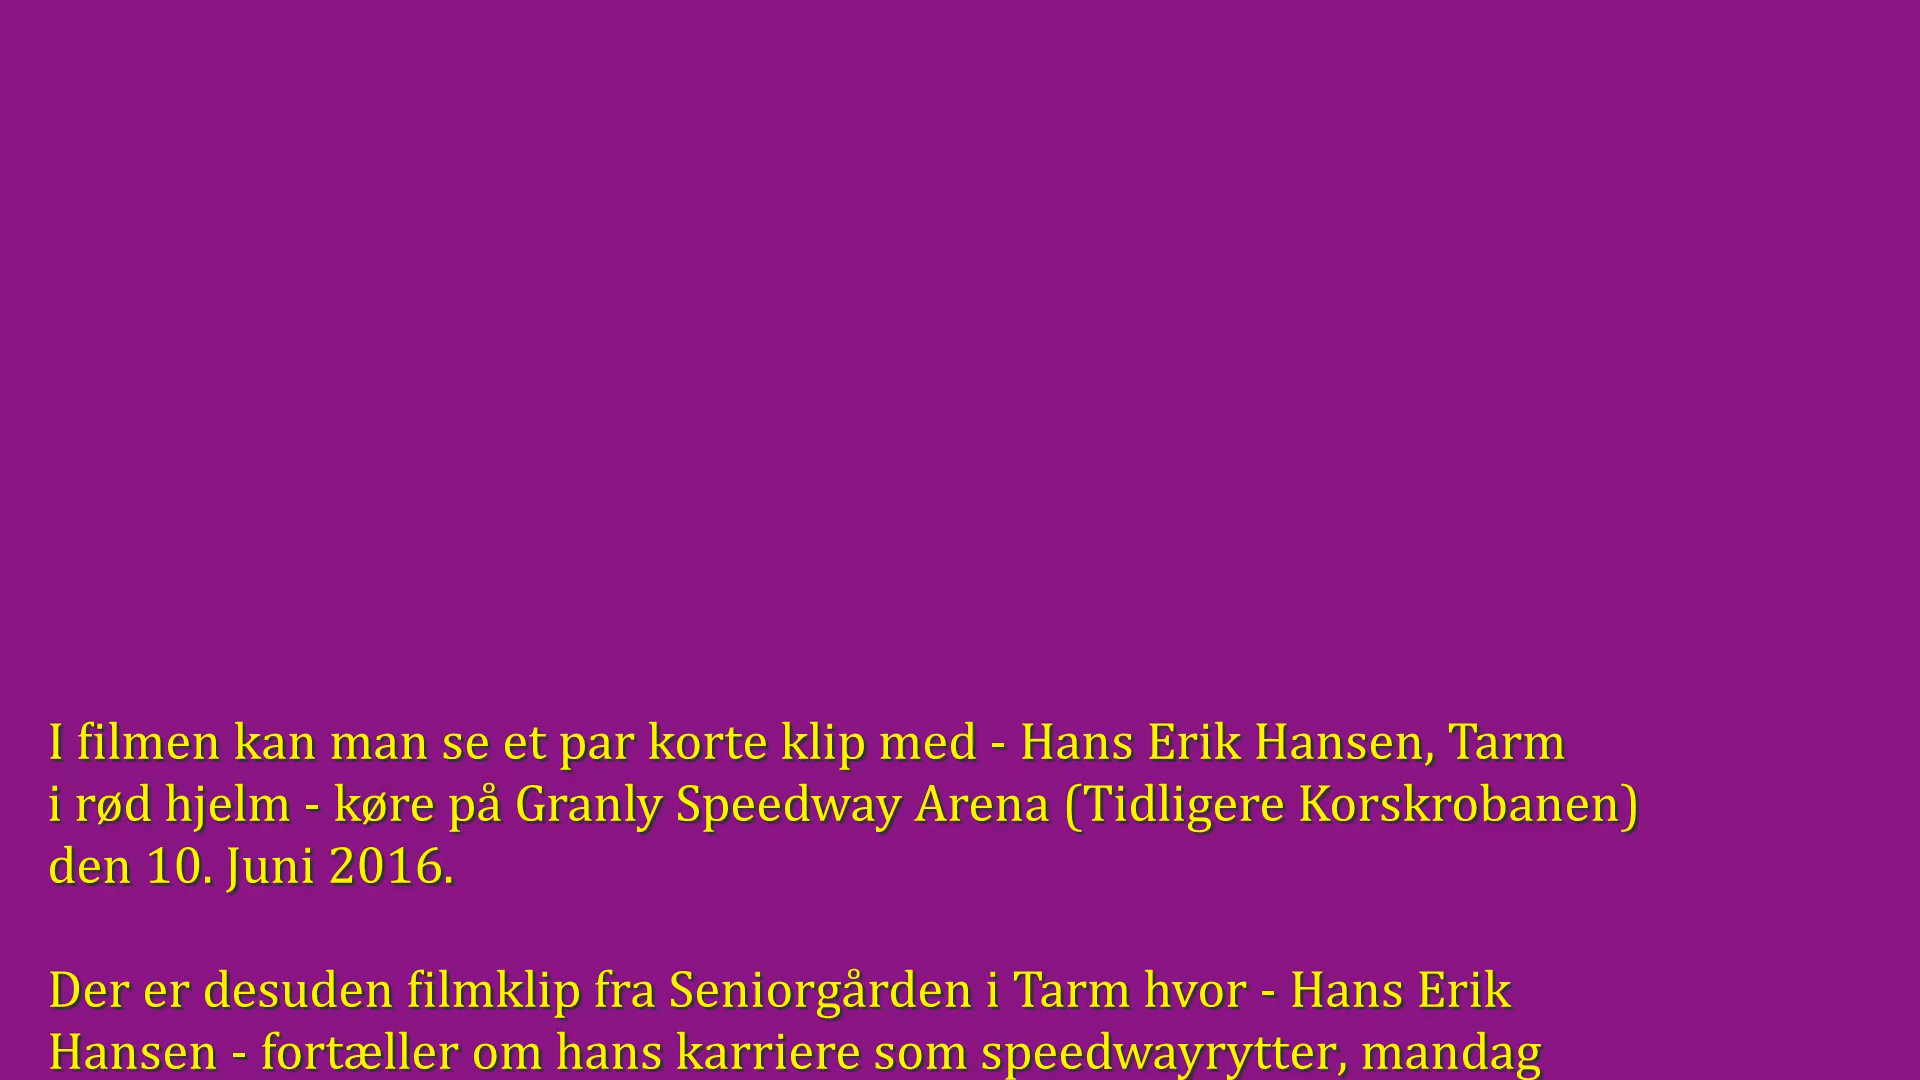 I filmen kan man se et par korte klip med - Hans Erik Hansen, Tarm
i rød hjelm - køre på Granly Speedway Arena (Tidligere Korskrobanen)
den 10. Juni 2016.
Der er desuden filmklip fra Seniorgården i Tarm hvor - Hans Erik
Hansen - fortæller om hans karriere som speedwayrytter, mandag